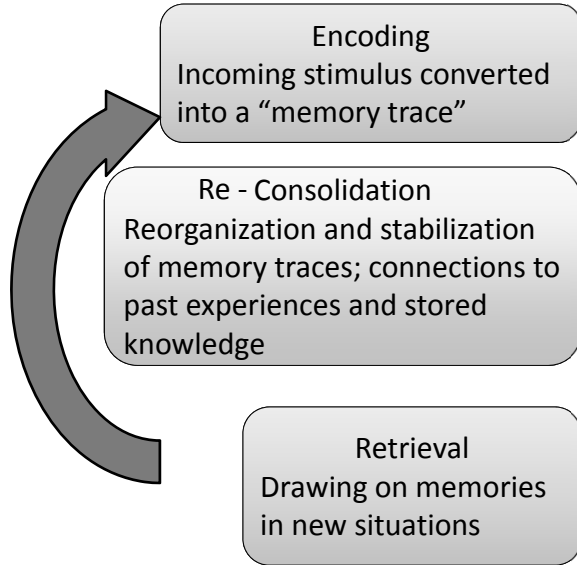 Encoding
Incoming stimulus converted
into a “memory trace”
Re - Consolidation
Reorganization and stabilization
of memory traces; connections to
past experiences and stored
knowledge
Retrieval
Drawing on memories
in new situations